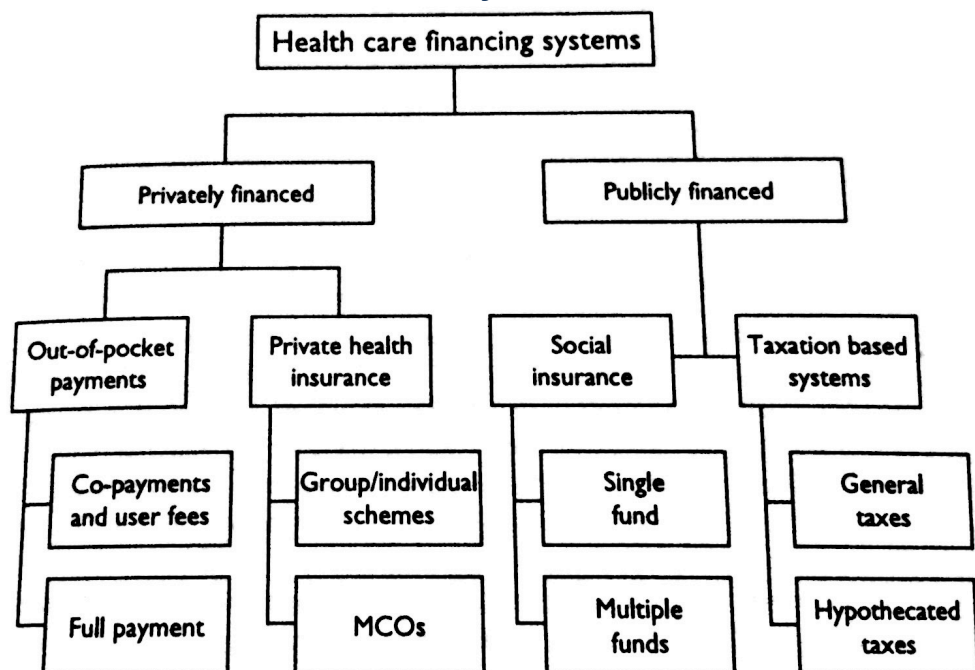 Health care financing systems
Privately financed
Publicly financed
Out-of-pocket
payments
Private health
insurance
Social
insurance
Taxation based
systems
Co-payments
and user fees
Group/individual
schemes
Single
fund
General
taxes
Full payment
MCOs
Multiple
funds
Hypothecated
taxes